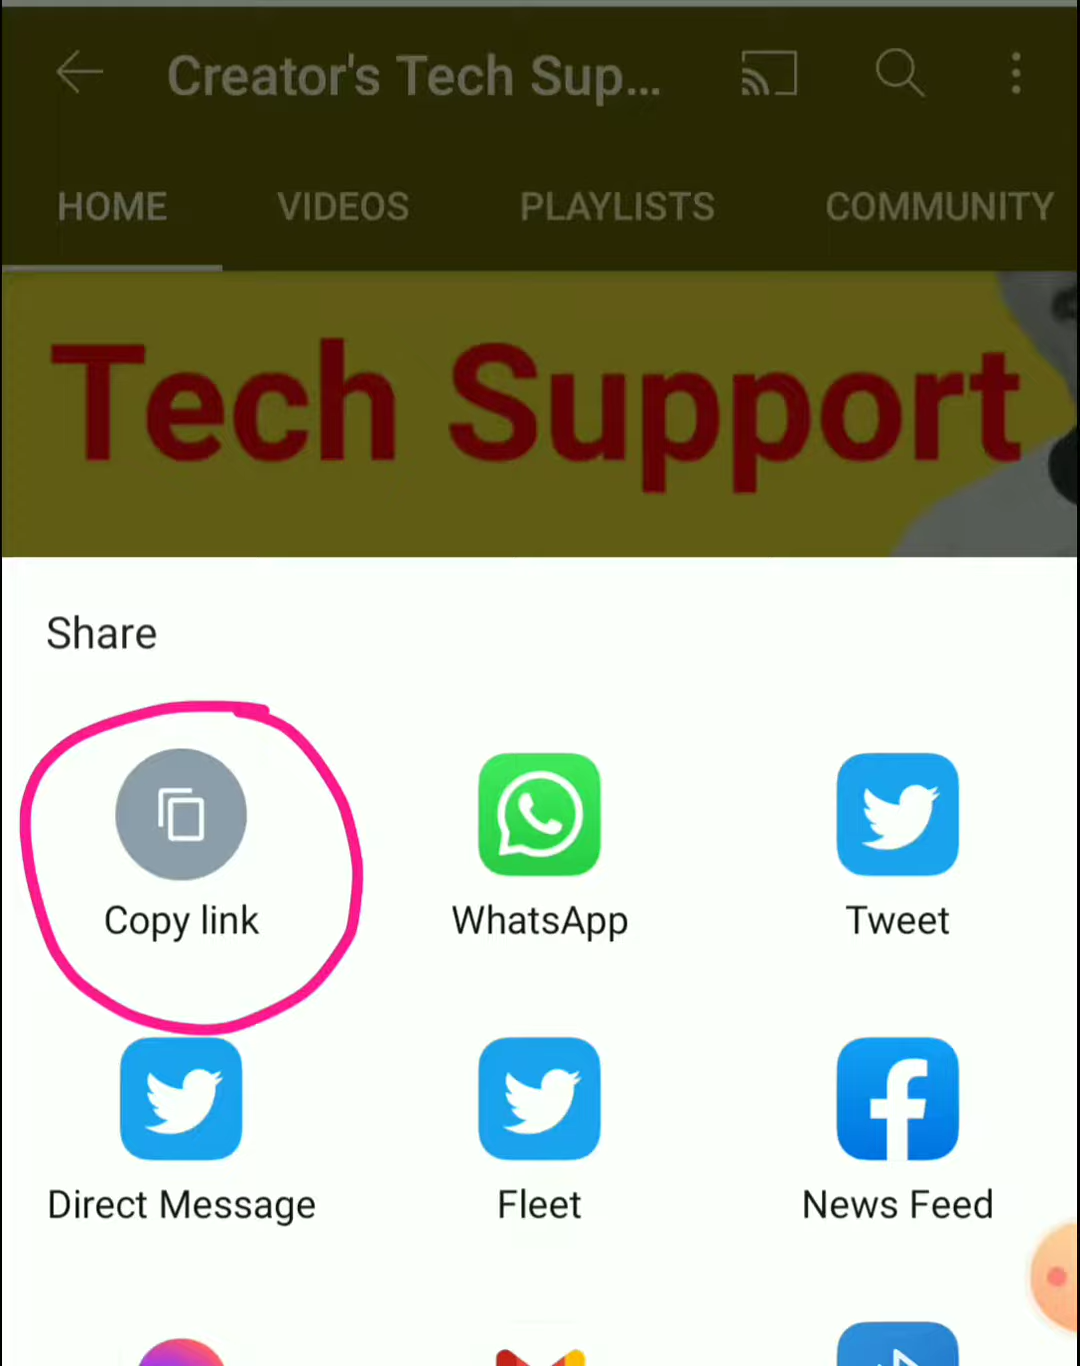 Creator's Tech Sup...
HOME VIDEOS PLAYLISTS COMMUNITY
Tech Support
Share
Copy link WhatsApp Tweet
Direct Message Fleet News Feed